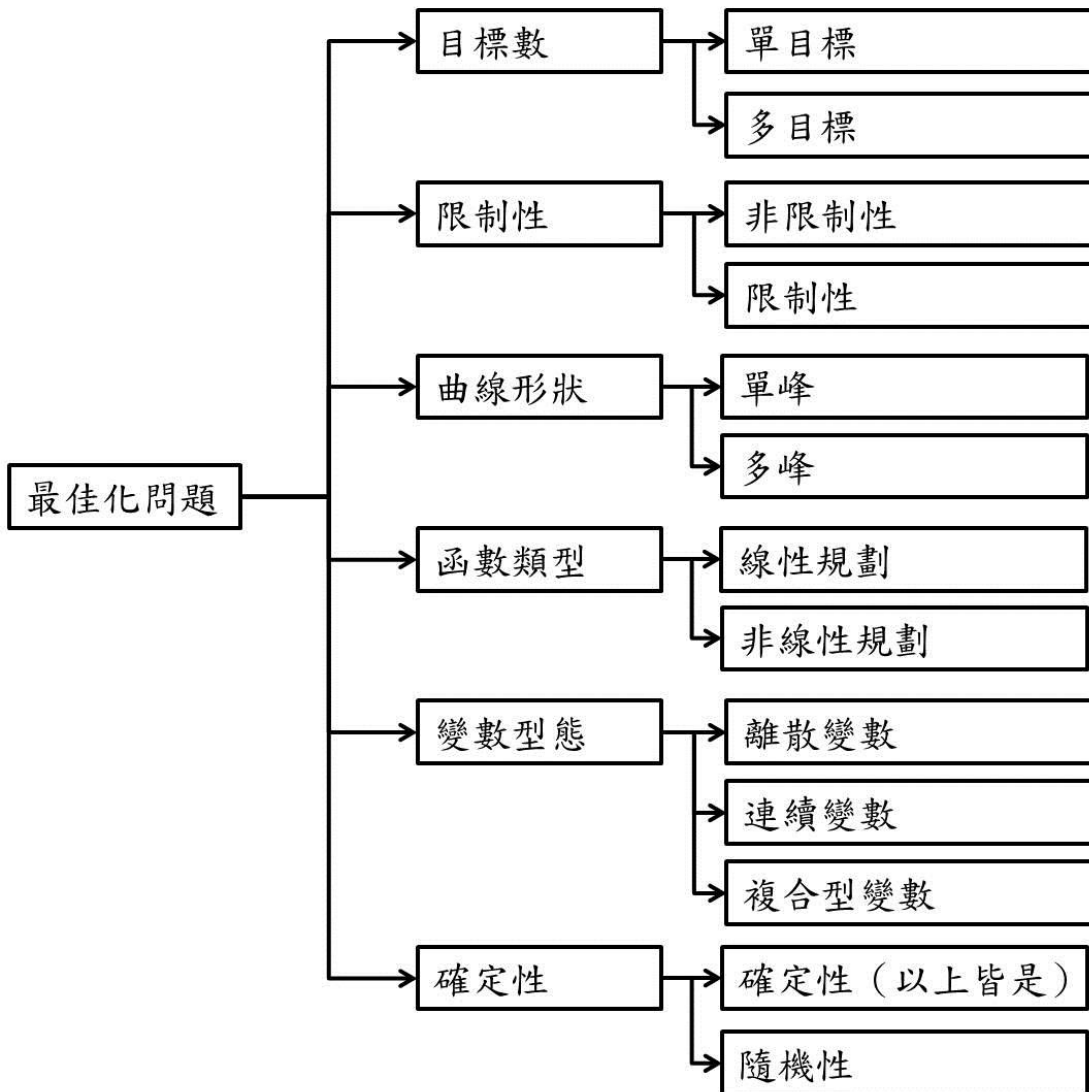 最佳化問題
目標數
單目標
多目標
限制性
非限制性
限制性
曲線形狀
單峰
多峰
函數類型
線性規劃
非線性規劃
變數型態
離散變數
連續變數
複合型變數
確定性
確定性（以上皆是）
隨機性